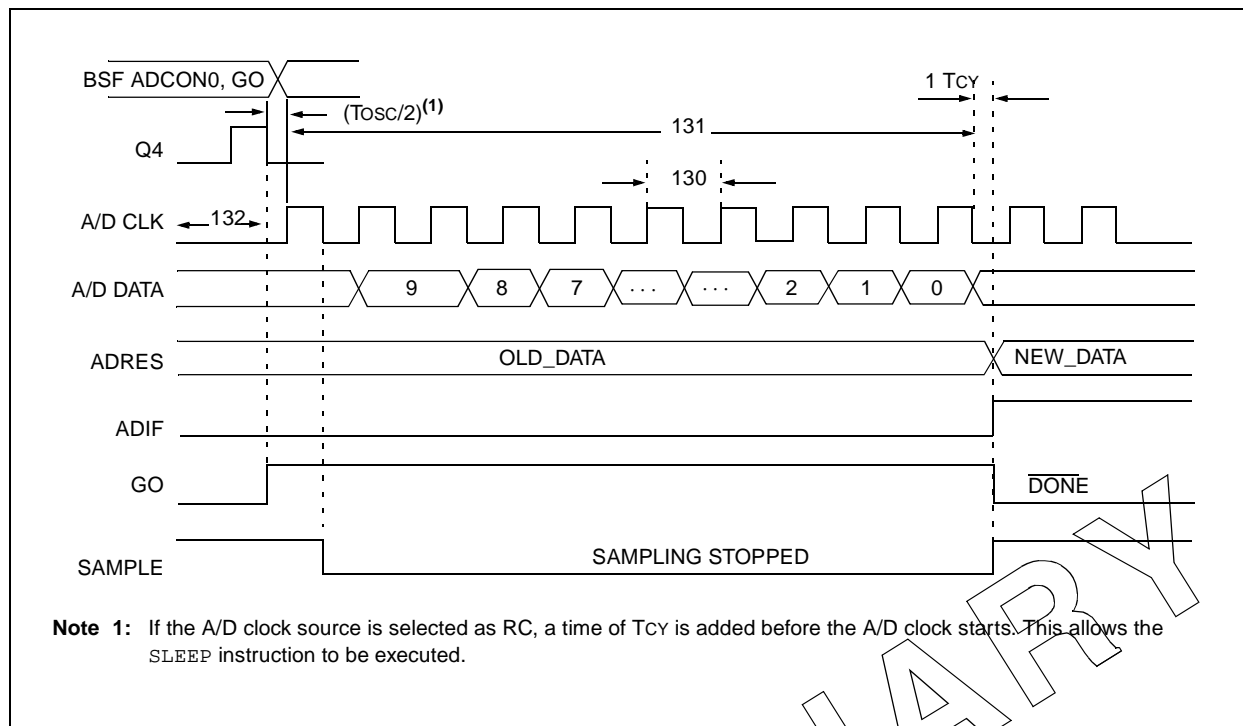 BSF ADCON0, GO
1 TCY
(TOSC/2)(1)
131
Q4
130
A/D CLK
132
A/D DATA
9 8 7 . . . . . . 2 1 0
ADRES
OLD_DATA
NEW_DATA
ADIF
GO
DONE
SAMPLE
SAMPLING STOPPED
Note 1: If the A/D clock source is selected as RC, a time of TCY is added before the A/D clock starts. This allows the
SLEEP instruction to be executed.
ARY